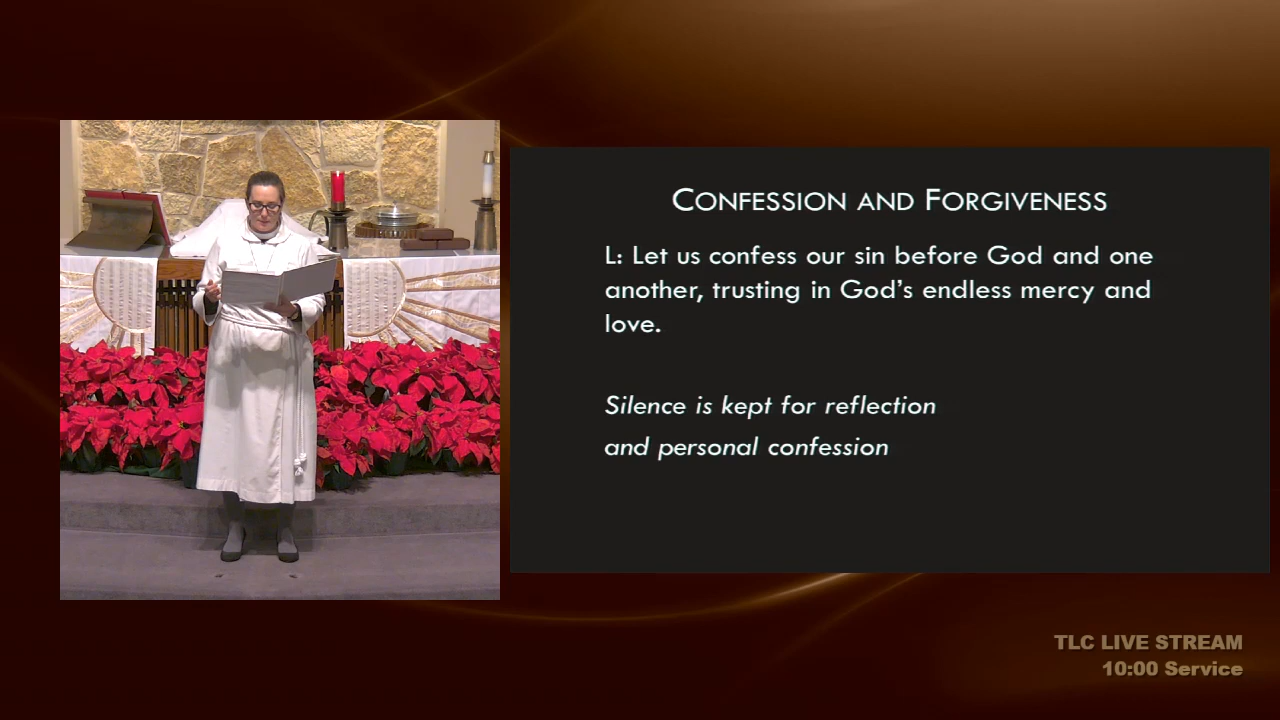 CONFESSION AND FORGIVENESS
L: Let us confess our sin before God and one
another, trusting in God’s endless mercy and
love.
Silence is kept for reflection
and personal confession
TLC LIVE STREAM
10:00 Service